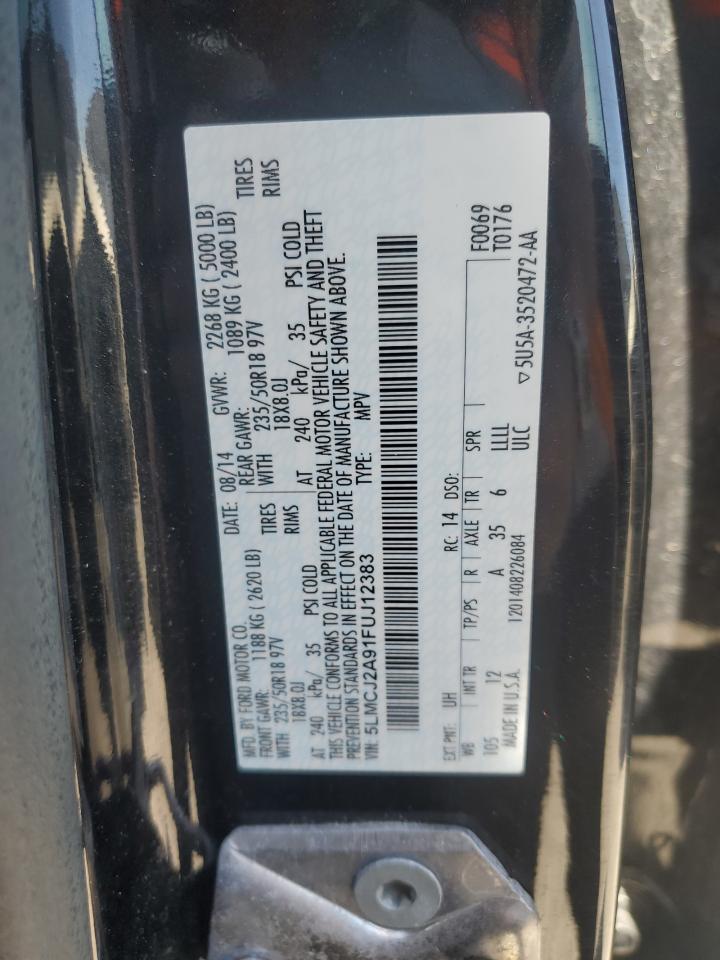 MFD. BY FORD MOTOR CO. DATE: 08/14 GVWR: 2268 KG ( 5000 LB)
FRONT GAWR: 1188 KG ( 2620 LB) REAR GAWR: 1089 KG ( 2400 LB)
WITH 235/50R18 97V TIRES WITH 235/50R18 97V TIRES
18X8.0J RIMS 18X8.0J RIMS
AT 240 kPa/ 35 PSI COLD AT 240 kPa/ 35 PSI COLD
THIS VEHICLE CONFORMS TO ALL APPLICABLE FEDERAL MOTOR VEHICLE SAFETY AND THEFT
PREVENTION STANDARDS IN EFFECT ON THE DATE OF MANUFACTURE SHOWN ABOVE.
VIN: 5LMCJ2A91FUJ12383 TYPE: MPV
EXT PNT: UH RC: 14 DSO: F0069
T0176
WB INT TR TP/PS R AXLE TR SPR
105 12 A 35 6 LLLL
ULC
MADE IN U.S.A. 1201408226084 ▽5U5A-3520472-AA